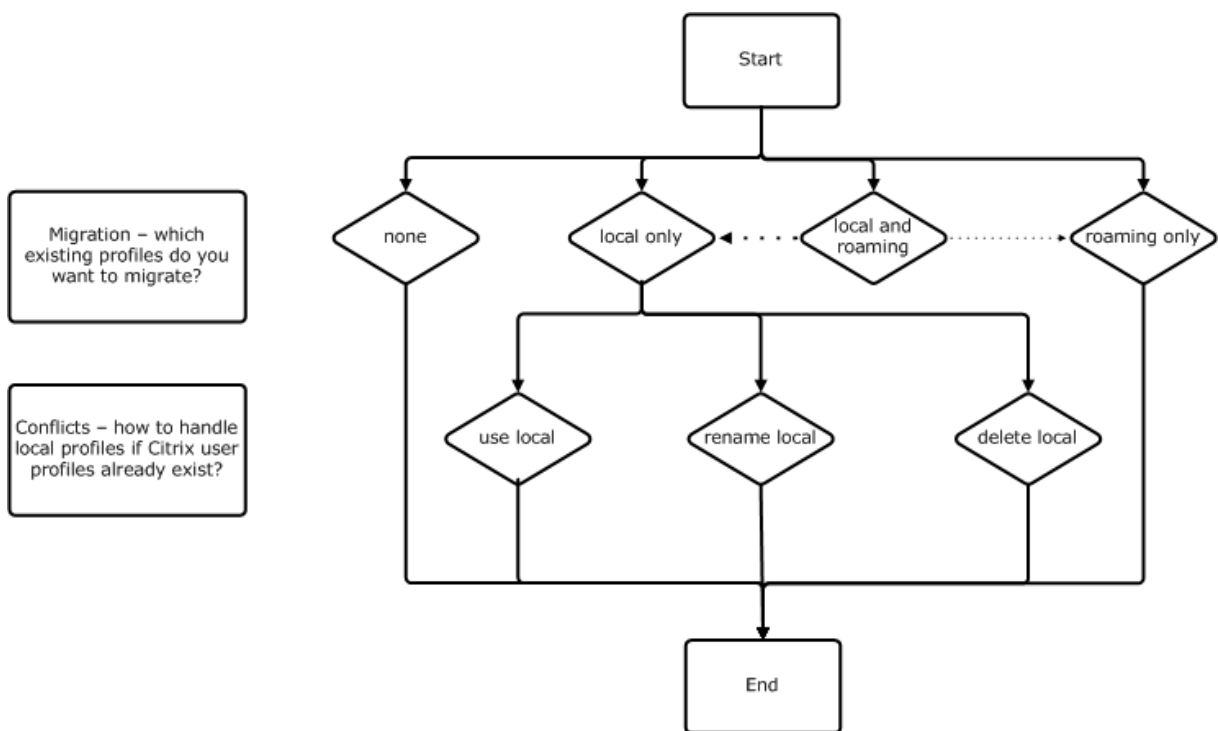 Start
Migration – which
existing profiles do you
want to migrate?
none
local only
local and
roaming
roaming only
Conflicts – how to handle
local profiles if Citrix user
profiles already exist?
use local
rename local
delete local
End